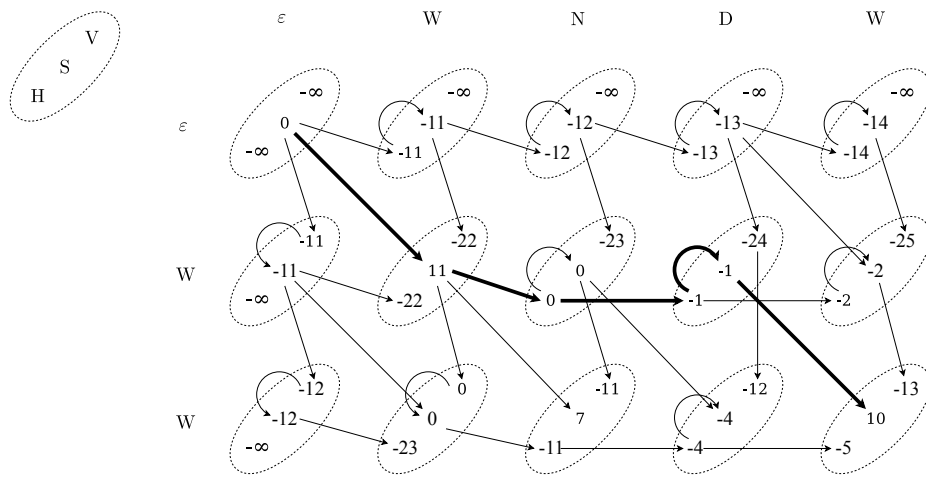 ε W N D W
V
S
H
-∞ -∞ -∞ -∞ -∞
ε 0 -11 -12 -13 -14
-∞ -11 -12 -13 -14
-11 -22 -23 -24 -25
W -11 11 0 -1 -2
-∞ -22 0 -1 -2
-12 0 -11 -12 -13
W -12 0 7 -4 10
-∞ -23 -11 -4 -5